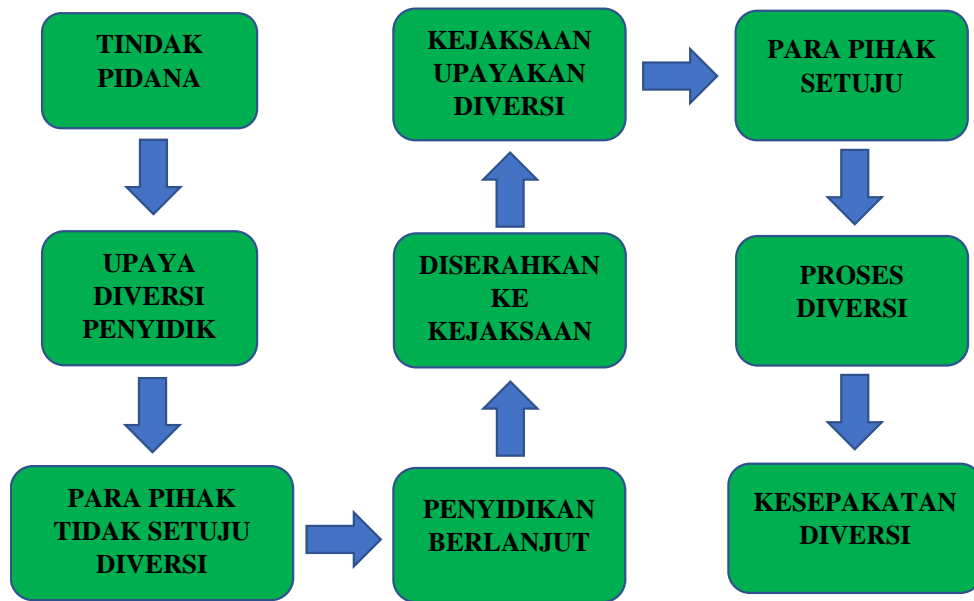 TINDAK
PIDANA
UPAYA
DIVERSI
PENYIDIK
PARA PIHAK
TIDAK SETUJU
DIVERSI
PENYIDIKAN
BERLANJUT
DISERAHKAN
KE
KEJAKSAAN
KEJAKSAAN
UPAYAKAN
DIVERSI
PARA PIHAK
SETUJU
PROSES
DIVERSI
KESEPAKATAN
DIVERSI